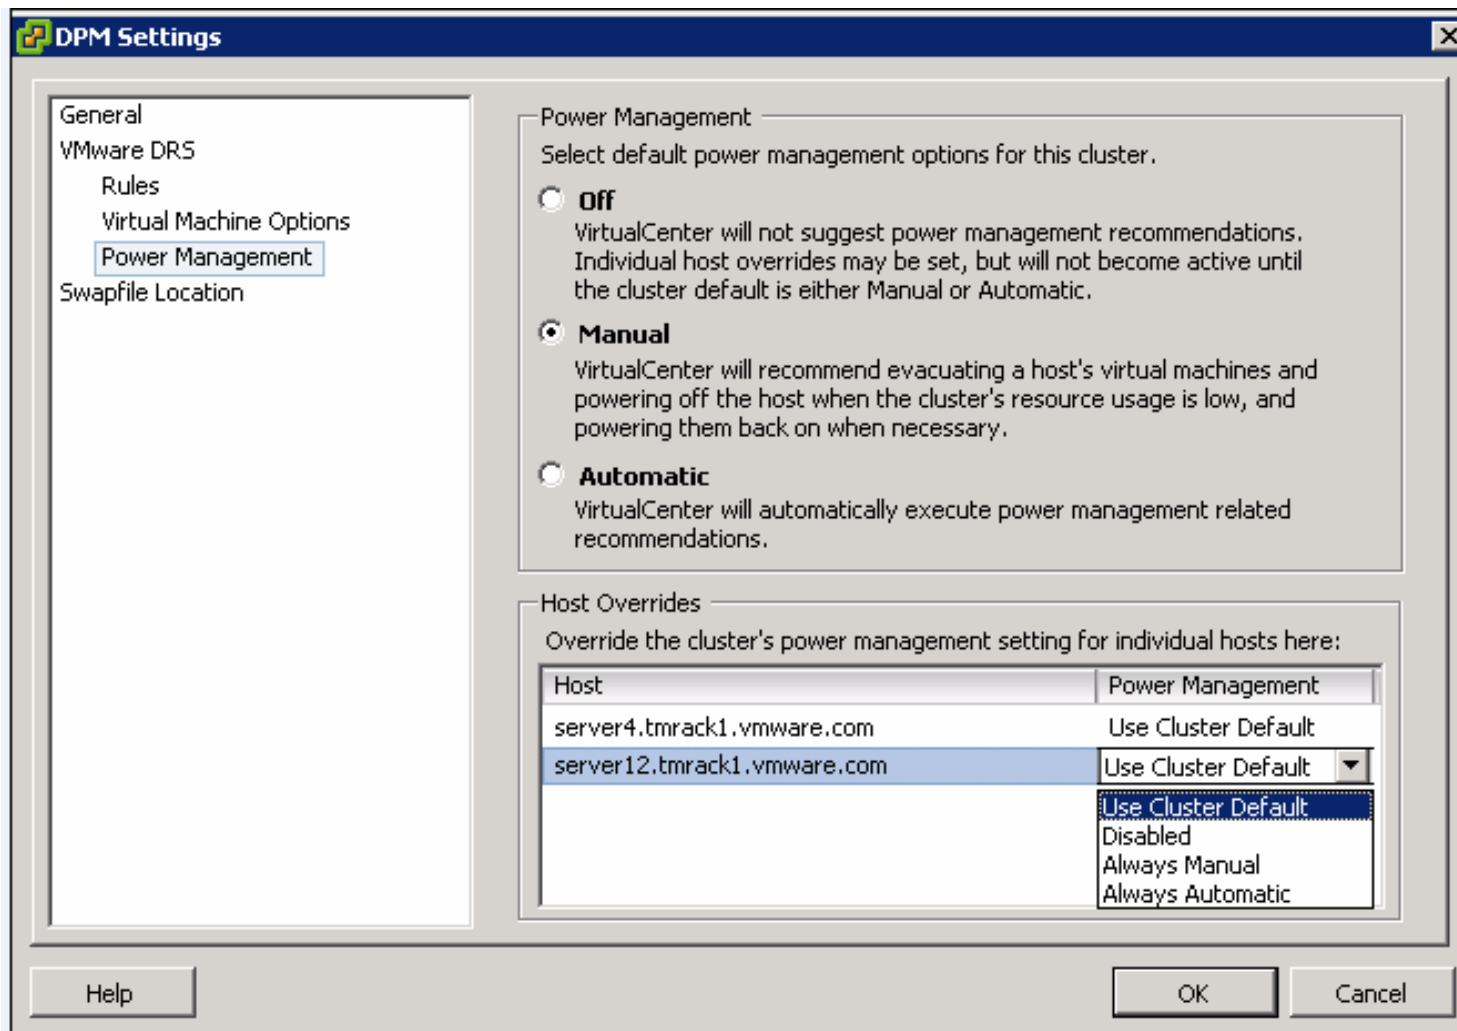 DPM Settings
General
VMware DRS
Rules
Virtual Machine Options
Power Management
Swapfile Location
Power Management
Select default power management options for this cluster.
Off
VirtualCenter will not suggest power management recommendations.
Individual host overrides may be set, but will not become active until
the cluster default is either Manual or Automatic.
Manual
VirtualCenter will recommend evacuating a host's virtual machines and
powering off the host when the cluster's resource usage is low, and
powering them back on when necessary.
Automatic
VirtualCenter will automatically execute power management related
recommendations.
Host Overrides
Override the cluster's power management setting for individual hosts here:
Host Power Management
server4.tmrack1.vmware.com Use Cluster Default
server12.tmrack1.vmware.com Use Cluster Default
Use Cluster Default
Disabled
Always Manual
Always Automatic
Help OK Cancel